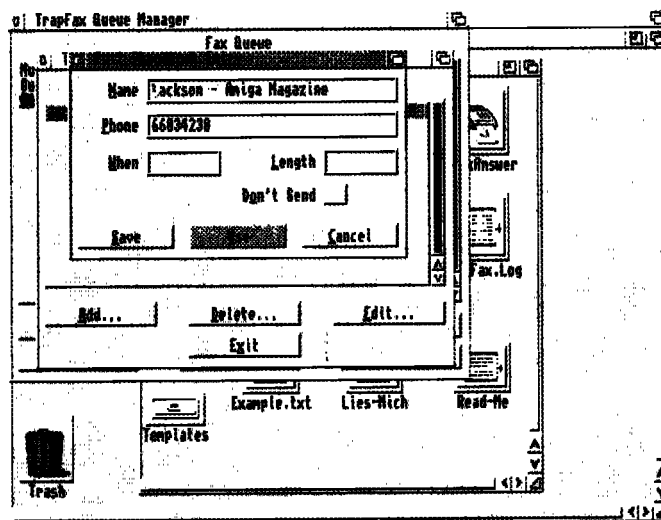 TrapFax Queue Manager
Fax Queue
Name Jackson - Amiga Magazine
Phone 66034230
When Length
Don't Send
Save Cancel
Add... Delete... Edit...
Exit
Fax.Log
Example.txt Lies-Mich Read-Me
Templates
Trash